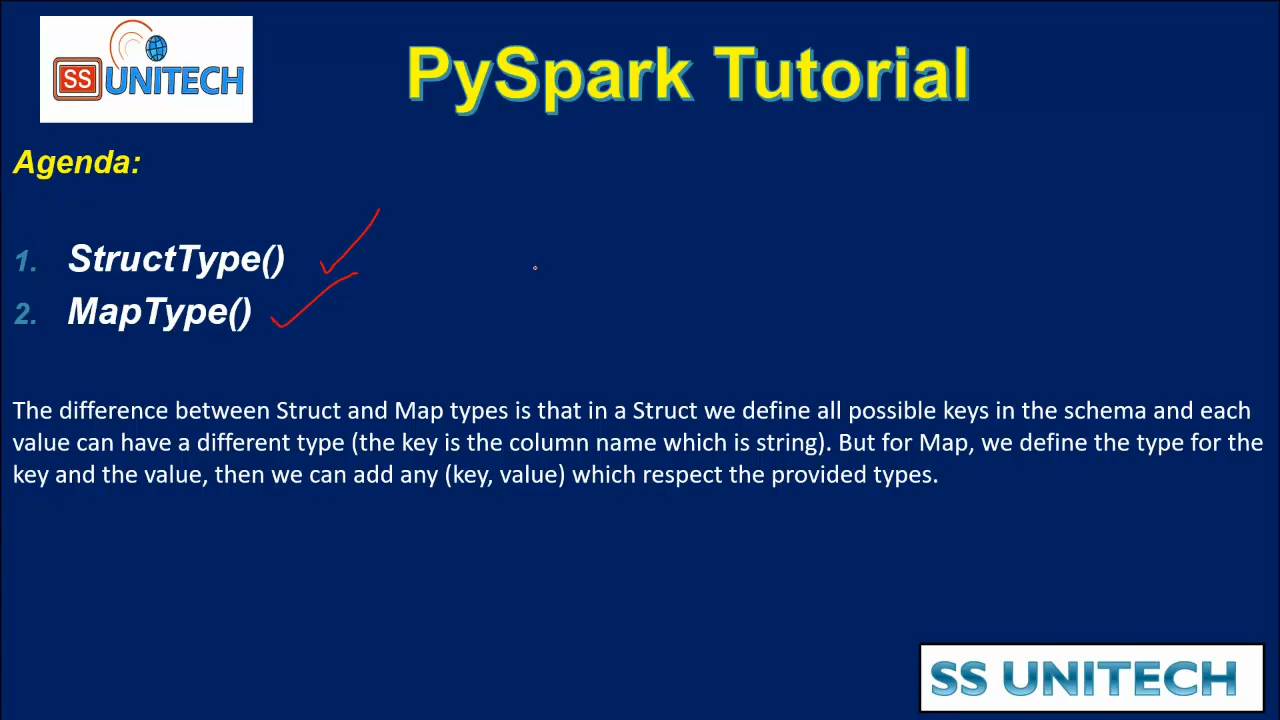 SS UNITECH
PySpark Tutorial
Agenda:
1. StructType()
2. MapType()
The difference between Struct and Map types is that in a Struct we define all possible keys in the schema and each
value can have a different type (the key is the column name which is string). But for Map, we define the type for the
key and the value, then we can add any (key, value) which respect the provided types.
SS UNITECH